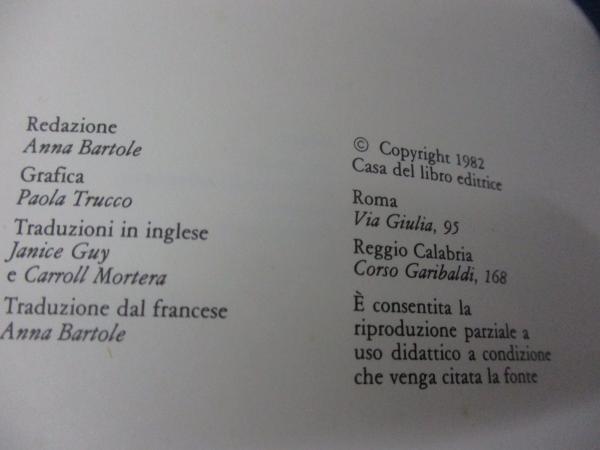 Redazione
Anna Bartole
Grafica
Paola Trucco
Traduzioni in inglese
Janice Guy
e Carroll Mortera
Traduzione dal francese
Anna Bartole
© Copyright 1982
Casa del libro editrice
Roma
Via Giulia, 95
Reggio Calabria
Corso Garibaldi, 168
È consentita la
riproduzione parziale a
uso didattico a condizione
che venga citata la fonte